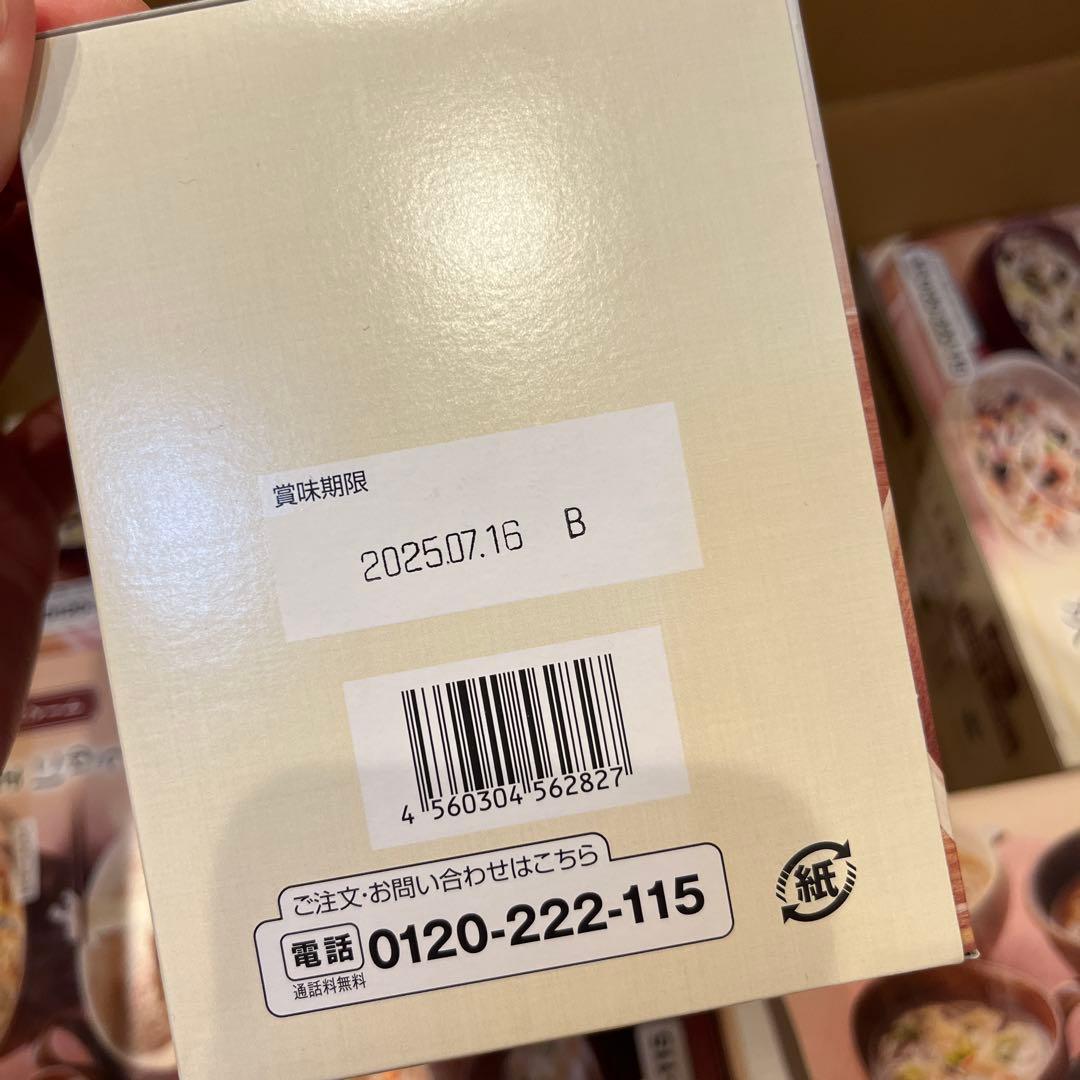 賞味期限
2025.07.16 B
4 560304 562827
ご注文・お問い合わせはこちら
電話 0120-222-115
通話料無料
紙